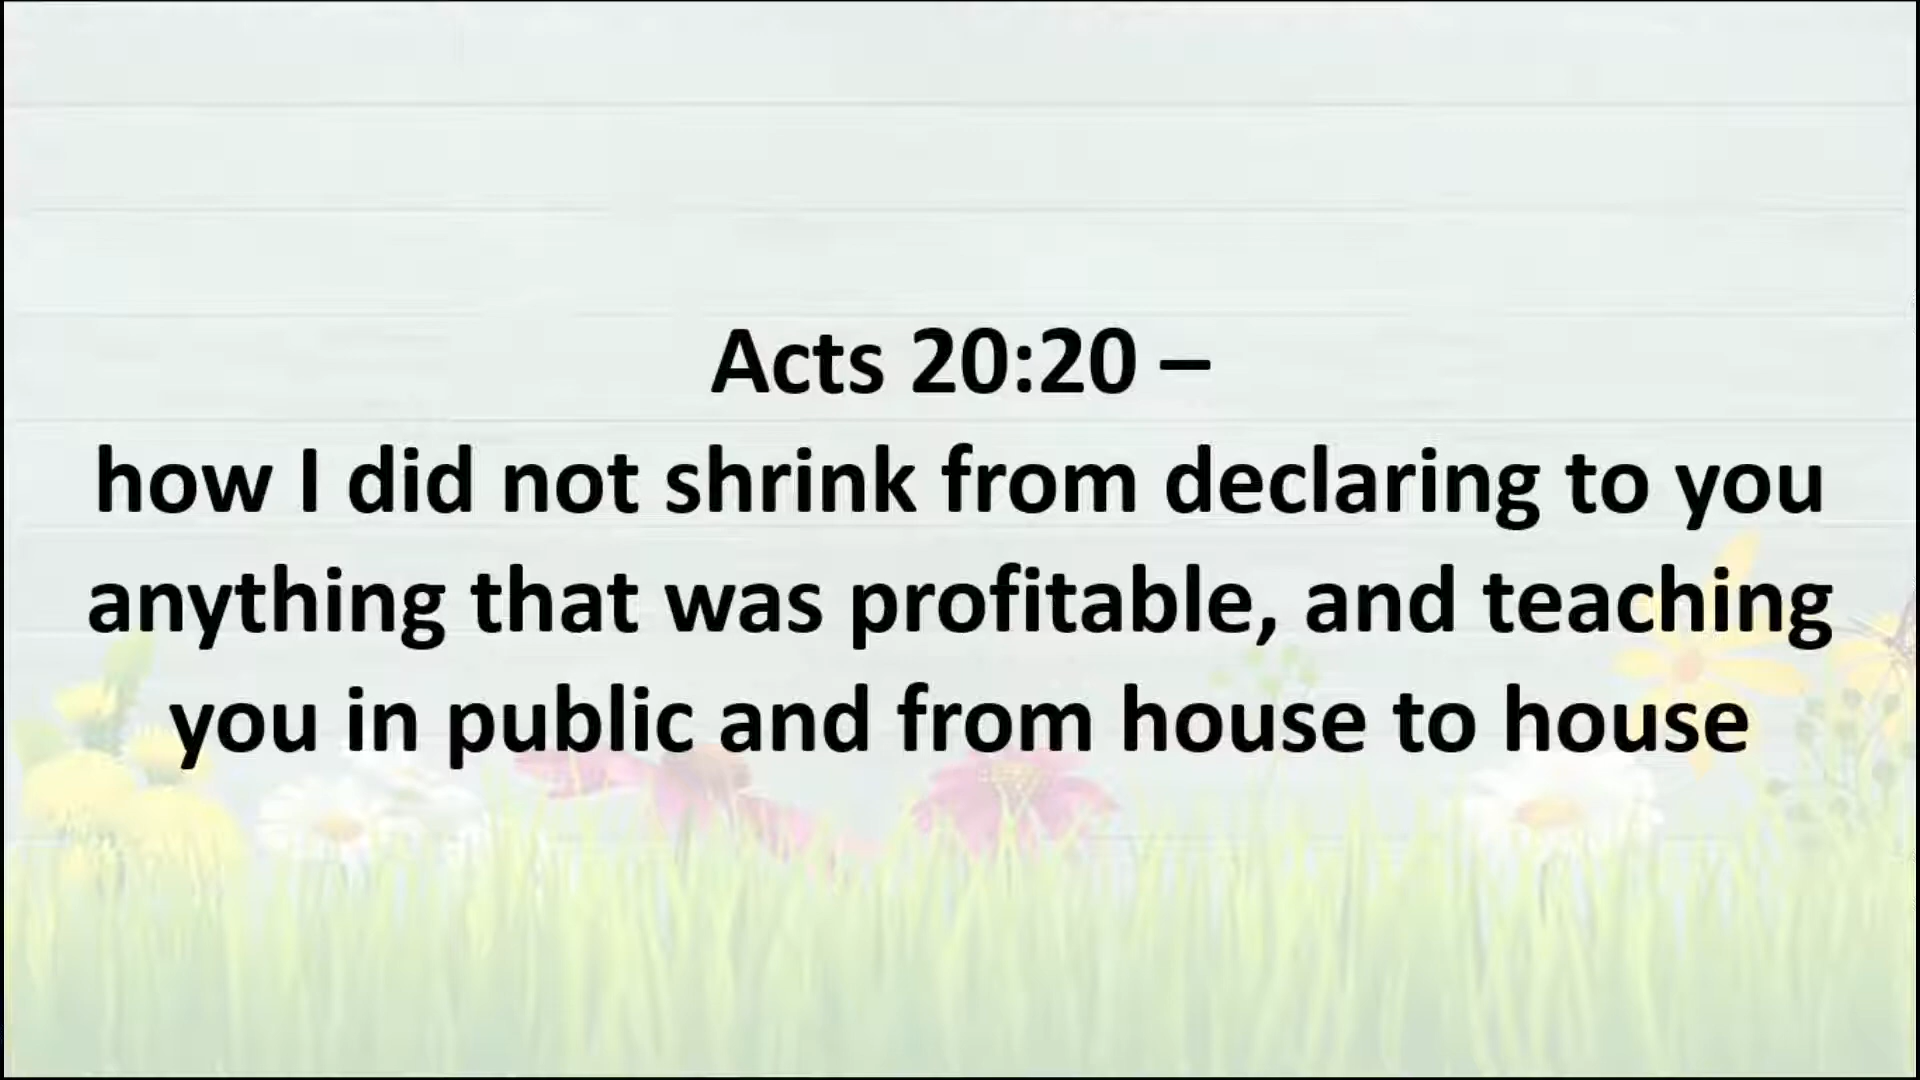 Acts 20:20 –
how I did not shrink from declaring to you
anything that was profitable, and teaching
you in public and from house to house